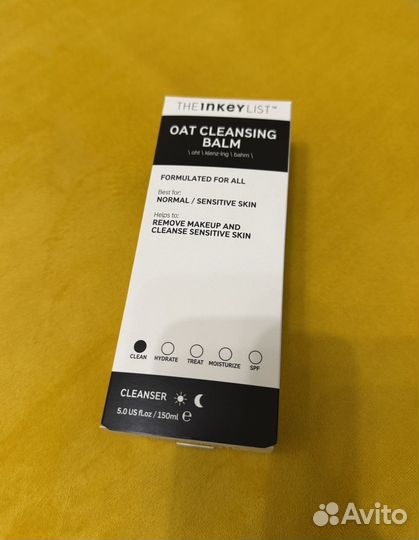 THE INKEY LIST™
OAT CLEANSING
BALM
\ oht \ klenz-ing \ bahm \
FORMULATED FOR ALL
Best for:
NORMAL / SENSITIVE SKIN
Helps to:
REMOVE MAKEUP AND
CLEANSE SENSITIVE SKIN
CLEAN HYDRATE TREAT MOISTURIZE SPF
CLEANSER
5.0 US fl.oz / 150ml ℮
Avito